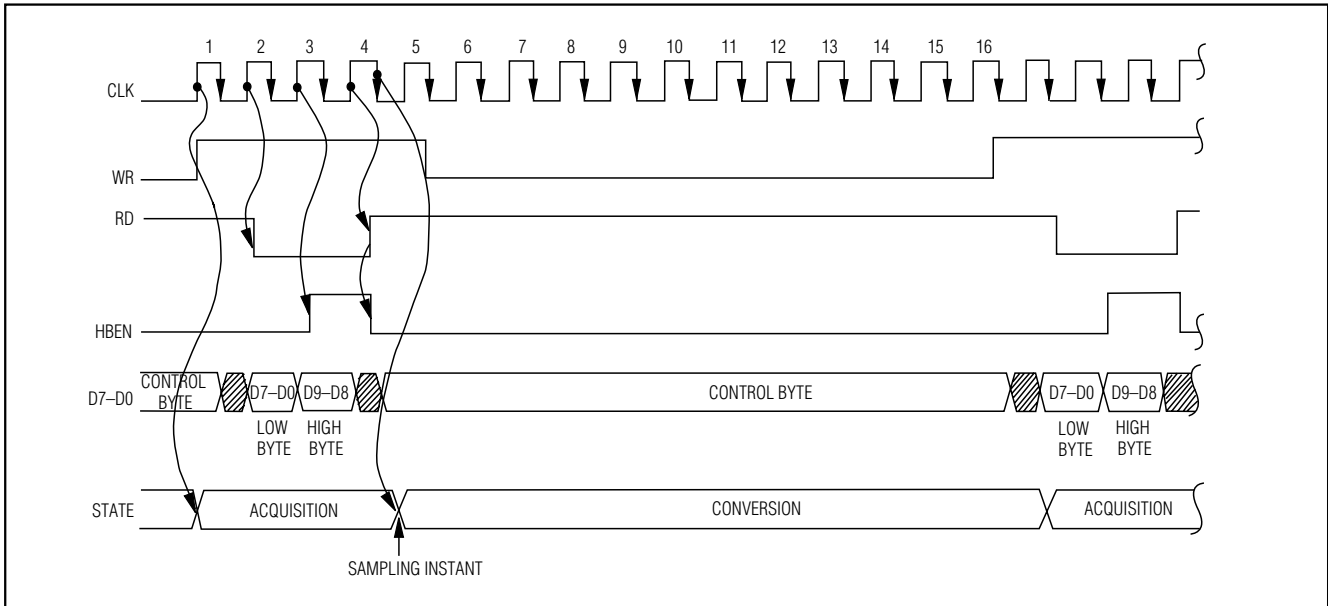 1 2 3 4 5 6 7 8 9 10 11 12 13 14 15 16
CLK
WR
RD
HBEN
D7–D0
CONTROL
BYTE
D7–D0
D9–D8
CONTROL BYTE
D7–D0
D9–D8
LOW
BYTE
HIGH
BYTE
LOW
BYTE
HIGH
BYTE
STATE
ACQUISITION
CONVERSION
ACQUISITION
SAMPLING INSTANT